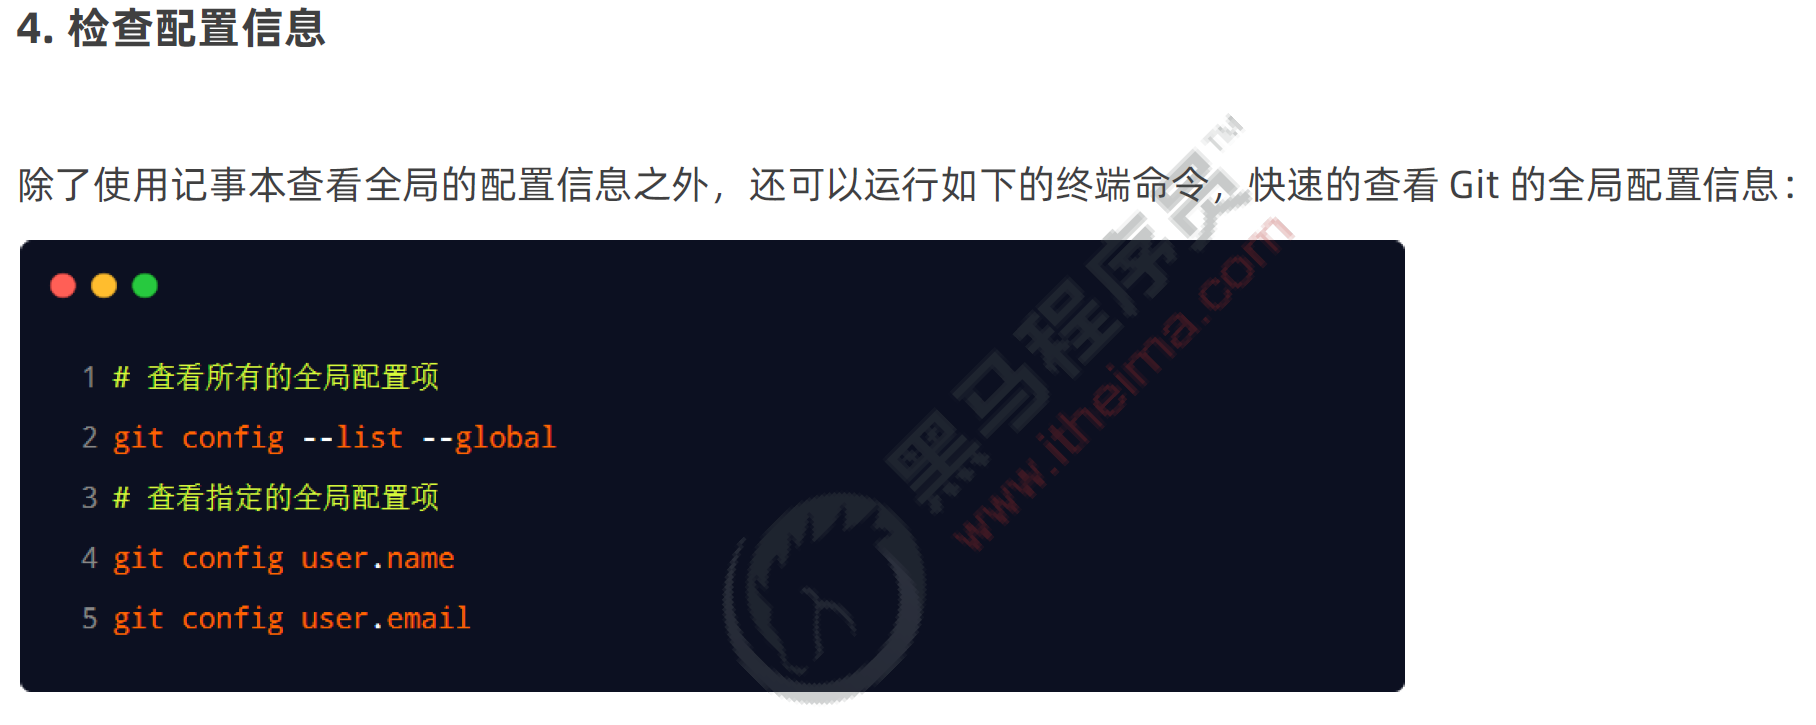 4. 检查配置信息
除了使用记事本查看全局的配置信息之外，还可以运行如下的终端命令，快速的查看 Git 的全局配置信息：
1 # 查看所有的全局配置项
2 git config --list --global
3 # 查看指定的全局配置项
4 git config user.name
5 git config user.email
黑马程序员™
www.itheima.com